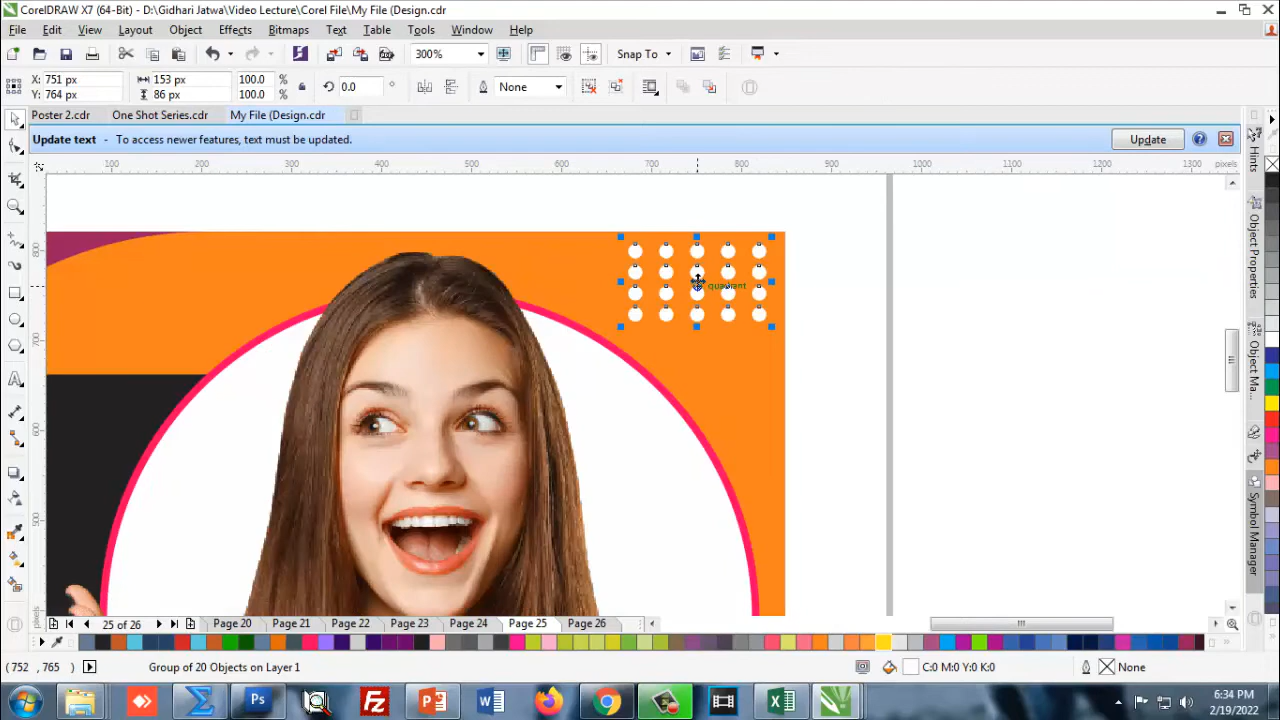 CorelDRAW X7 (64-Bit) - D:\Gidhari Jatwa\Video Lecture\Corel File\My File (Design.cdr
File Edit View Layout Object Effects Bitmaps Text Table Tools Window Help
300% Snap To
X: 751 px 153 px 100.0 % 0.0 ° None
Y: 764 px 86 px 100.0 %
Poster 2.cdr One Shot Series.cdr My File (Design.cdr
Update text - To access newer features, text must be updated. Update
100 200 300 400 500 600 700 800 900 1000 1100 1200 1300 pixels
800
700
600
500
pixels
quadrant
Hints
Object Properties
Object Ma...
Symbol Manager
25 of 26 Page 20 Page 21 Page 22 Page 23 Page 24 Page 25 Page 26
(752 , 765) Group of 20 Objects on Layer 1 C:0 M:0 Y:0 K:0 None
6:34 PM
2/19/2022